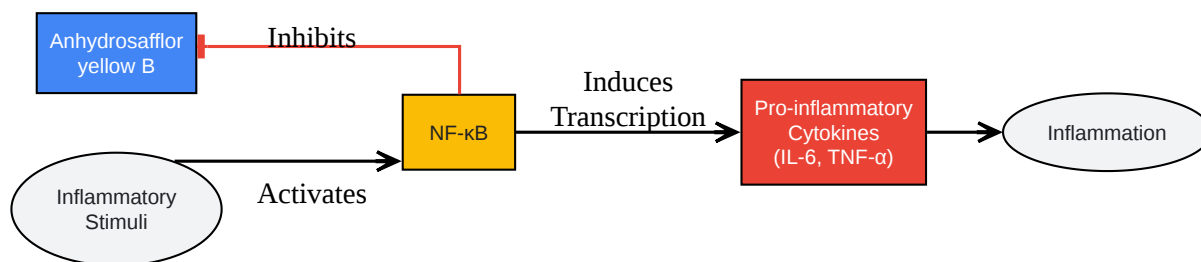 Anhydrosafflor
yellow B
Inhibits
Induces
Transcription
NF-κB
Pro-inflammatory
Cytokines
(IL-6, TNF-α)
Inflammation
Inflammatory
Stimuli
Activates